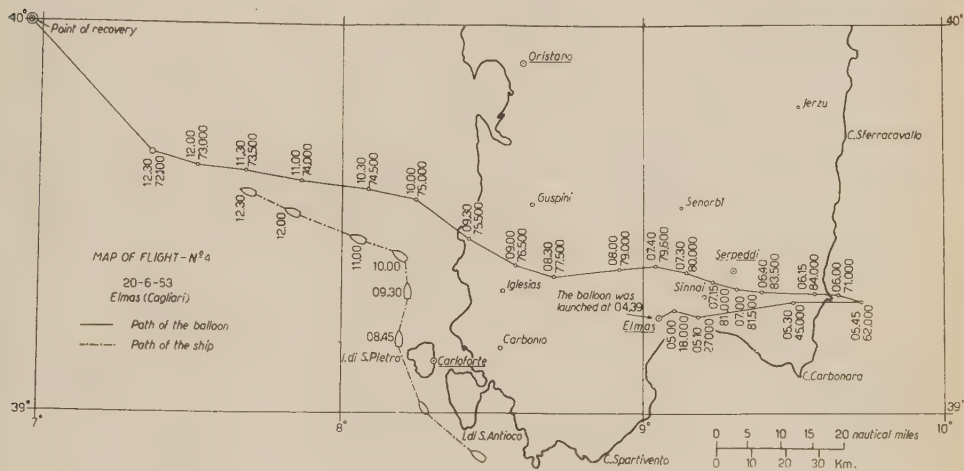 40°
40°
Point of recovery
Oristano
Jerzu
C. Sferracavallo
12.30
72.100
12.00
73.000
11.30
73.500
11.00
74.000
10.30
74.500
10.00
75.000
09.30
75.500
09.00
76.500
08.30
77.500
08.00
79.000
07.40
79.600
07.30
80.000
07.15
81.000
07.00
81.500
06.40
83.500
06.15
84.000
06.00
71.000
05.45
62.000
05.30
45.000
05.10
27.000
05.00
18.000
Guspini
Senorbì
Serpeddì
Sinnai
Iglesias
The balloon was
launched at 04.39
Elmas
12.30
12.00
11.00
10.00
09.30
08.45
MAP OF FLIGHT - Nº 4
20-6-53
Elmas (Cagliari)
Path of the balloon
Path of the ship
I. di S. Pietro
Carloforte
Carbonia
C. Carbonara
I. di S. Antioco
C. Spartivento
39°
39°
7°
8°
9°
10°
0 5 10 15 20 nautical miles
0 10 20 30 Km.